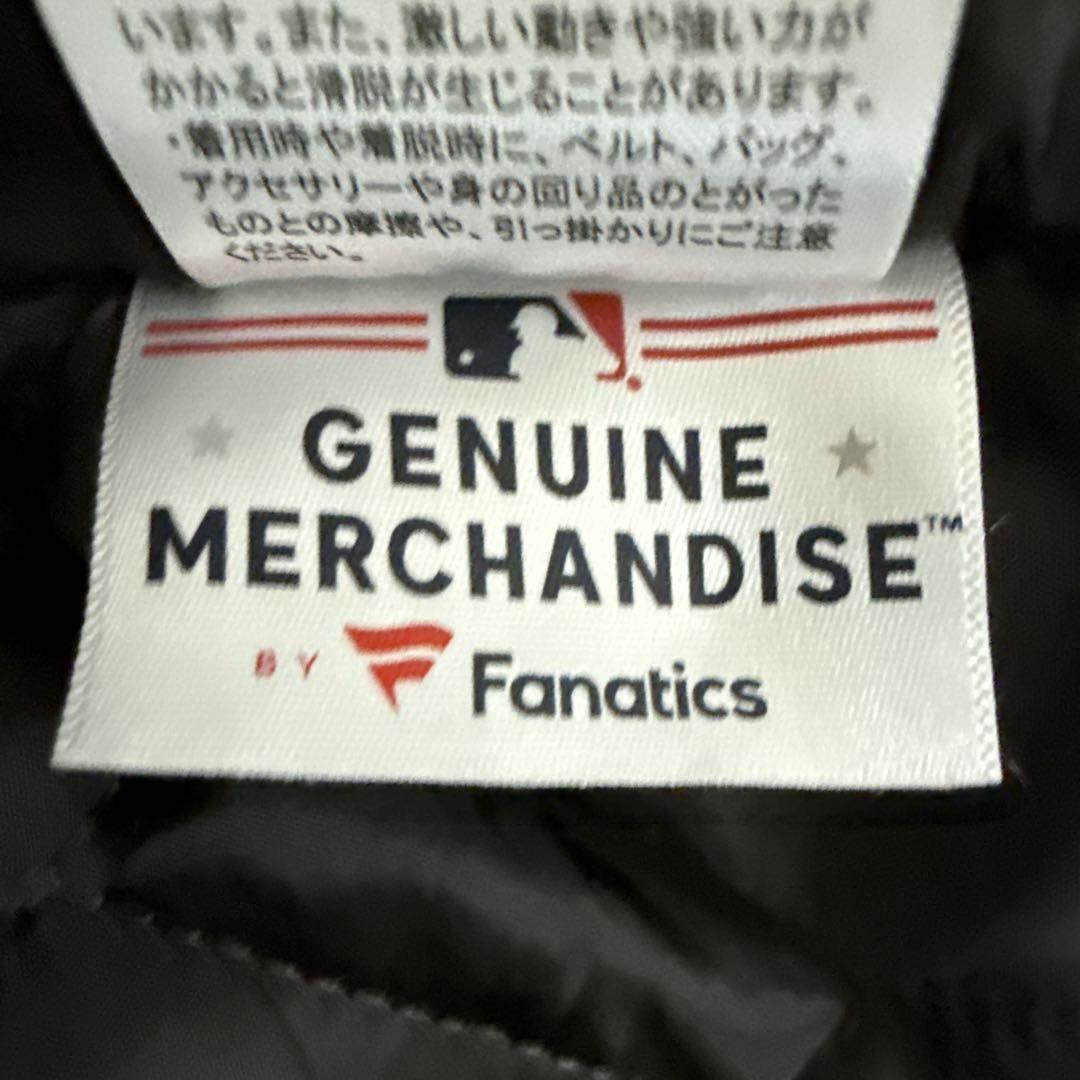 います。また、激しい動きや強い力が
かかると滑脱が生じることがあります。
・着用時や着脱時に、ベルト、バッグ、
アクセサリーや身の回り品のとがった
ものとの摩擦や、引っ掛かりにご注意
ください。
GENUINE
MERCHANDISE™
BY Fanatics